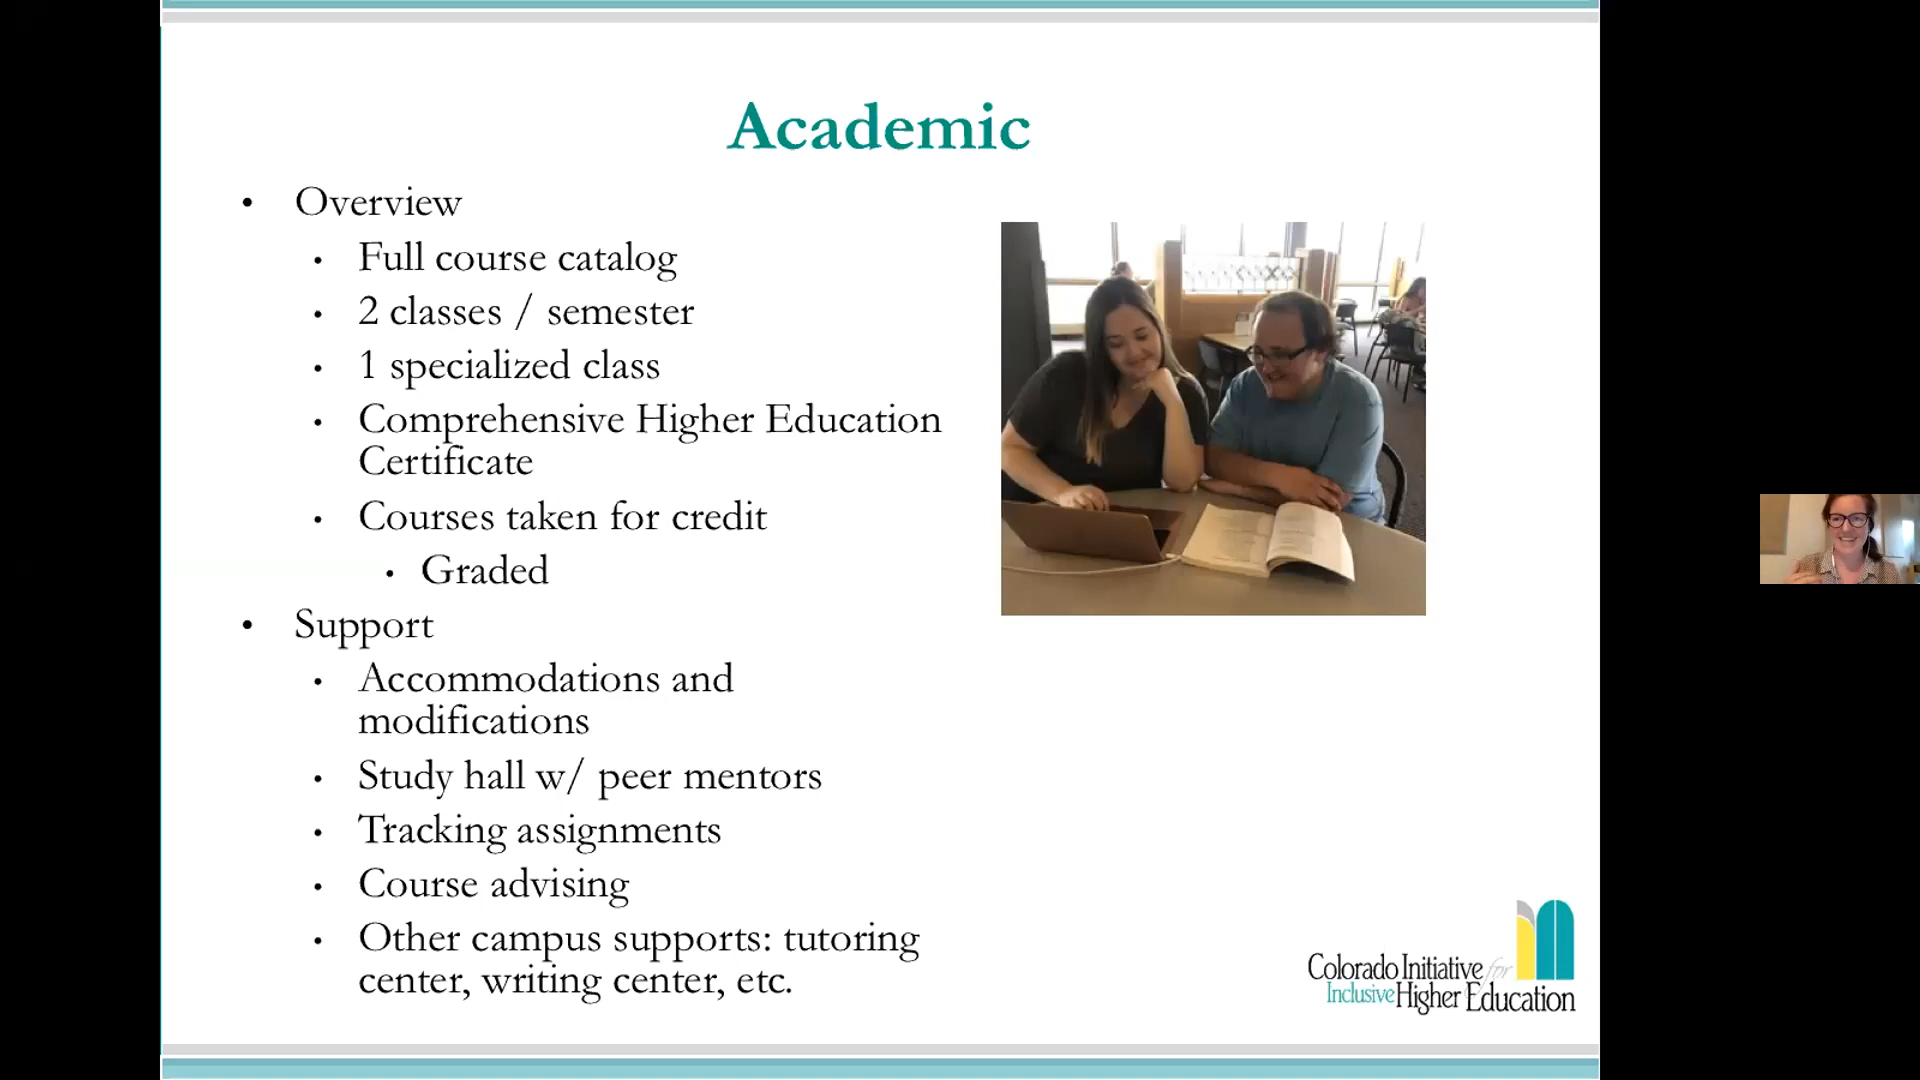 Academic
• Overview
• Full course catalog
• 2 classes / semester
• 1 specialized class
• Comprehensive Higher Education
Certificate
• Courses taken for credit
• Graded
• Support
• Accommodations and
modifications
• Study hall w/ peer mentors
• Tracking assignments
• Course advising
• Other campus supports: tutoring
center, writing center, etc.
Colorado Initiative for
Inclusive Higher Education